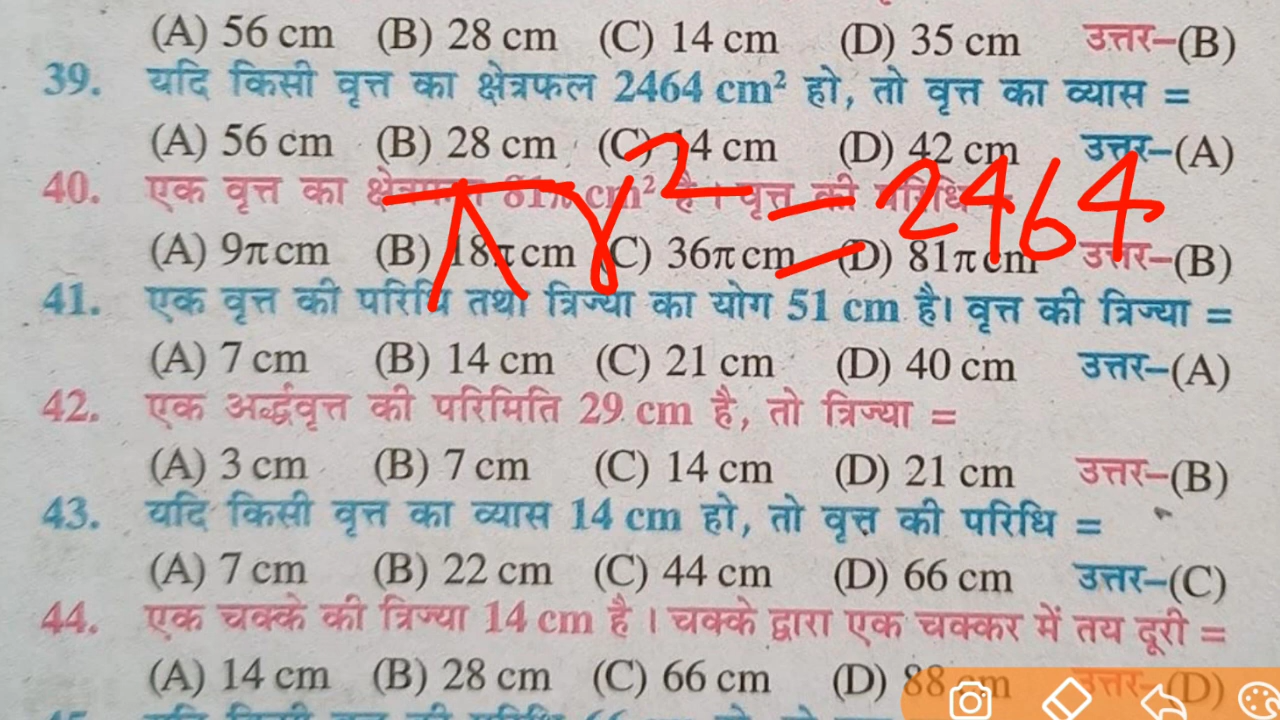 (A) 56 cm (B) 28 cm (C) 14 cm (D) 35 cm उत्तर–(B)
39. यदि किसी वृत्त का क्षेत्रफल 2464 cm² हो, तो वृत्त का व्यास =
(A) 56 cm (B) 28 cm (C) 14 cm (D) 42 cm उत्तर–(A)
40. एक वृत्त का क्षेत्रफल 81π cm² है। वृत्त की परिधि =
πr² = 2464
(A) 9π cm (B) 18π cm (C) 36π cm (D) 81π cm उत्तर–(B)
41. एक वृत्त की परिधि तथा त्रिज्या का योग 51 cm है। वृत्त की त्रिज्या =
(A) 7 cm (B) 14 cm (C) 21 cm (D) 40 cm उत्तर–(A)
42. एक अर्द्धवृत्त की परिमिति 29 cm है, तो त्रिज्या =
(A) 3 cm (B) 7 cm (C) 14 cm (D) 21 cm उत्तर–(B)
43. यदि किसी वृत्त का व्यास 14 cm हो, तो वृत्त की परिधि =
(A) 7 cm (B) 22 cm (C) 44 cm (D) 66 cm उत्तर–(C)
44. एक चक्के की त्रिज्या 14 cm है । चक्के द्वारा एक चक्कर में तय दूरी =
(A) 14 cm (B) 28 cm (C) 66 cm (D) 88 cm उत्तर–(D)